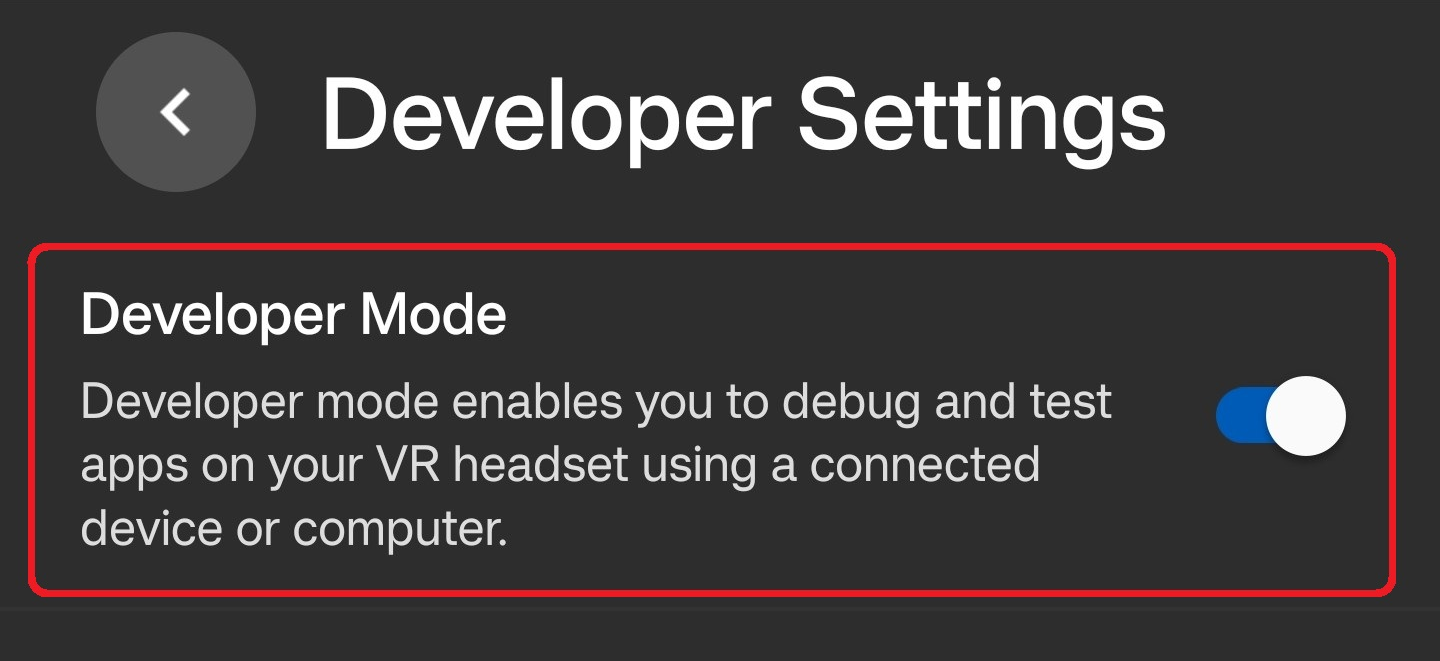 Developer Settings
Developer Mode
Developer mode enables you to debug and test
apps on your VR headset using a connected
device or computer.